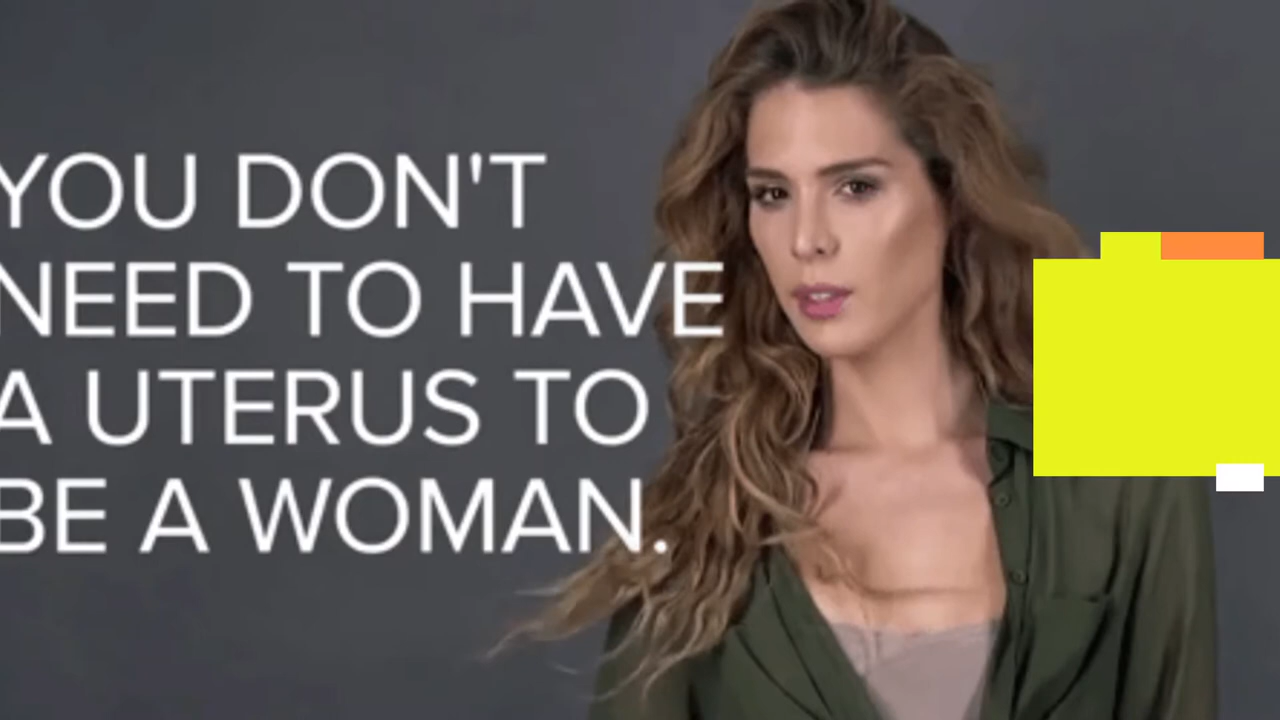 YOU DON'T
NEED TO HAVE
A UTERUS TO
BE A WOMAN.